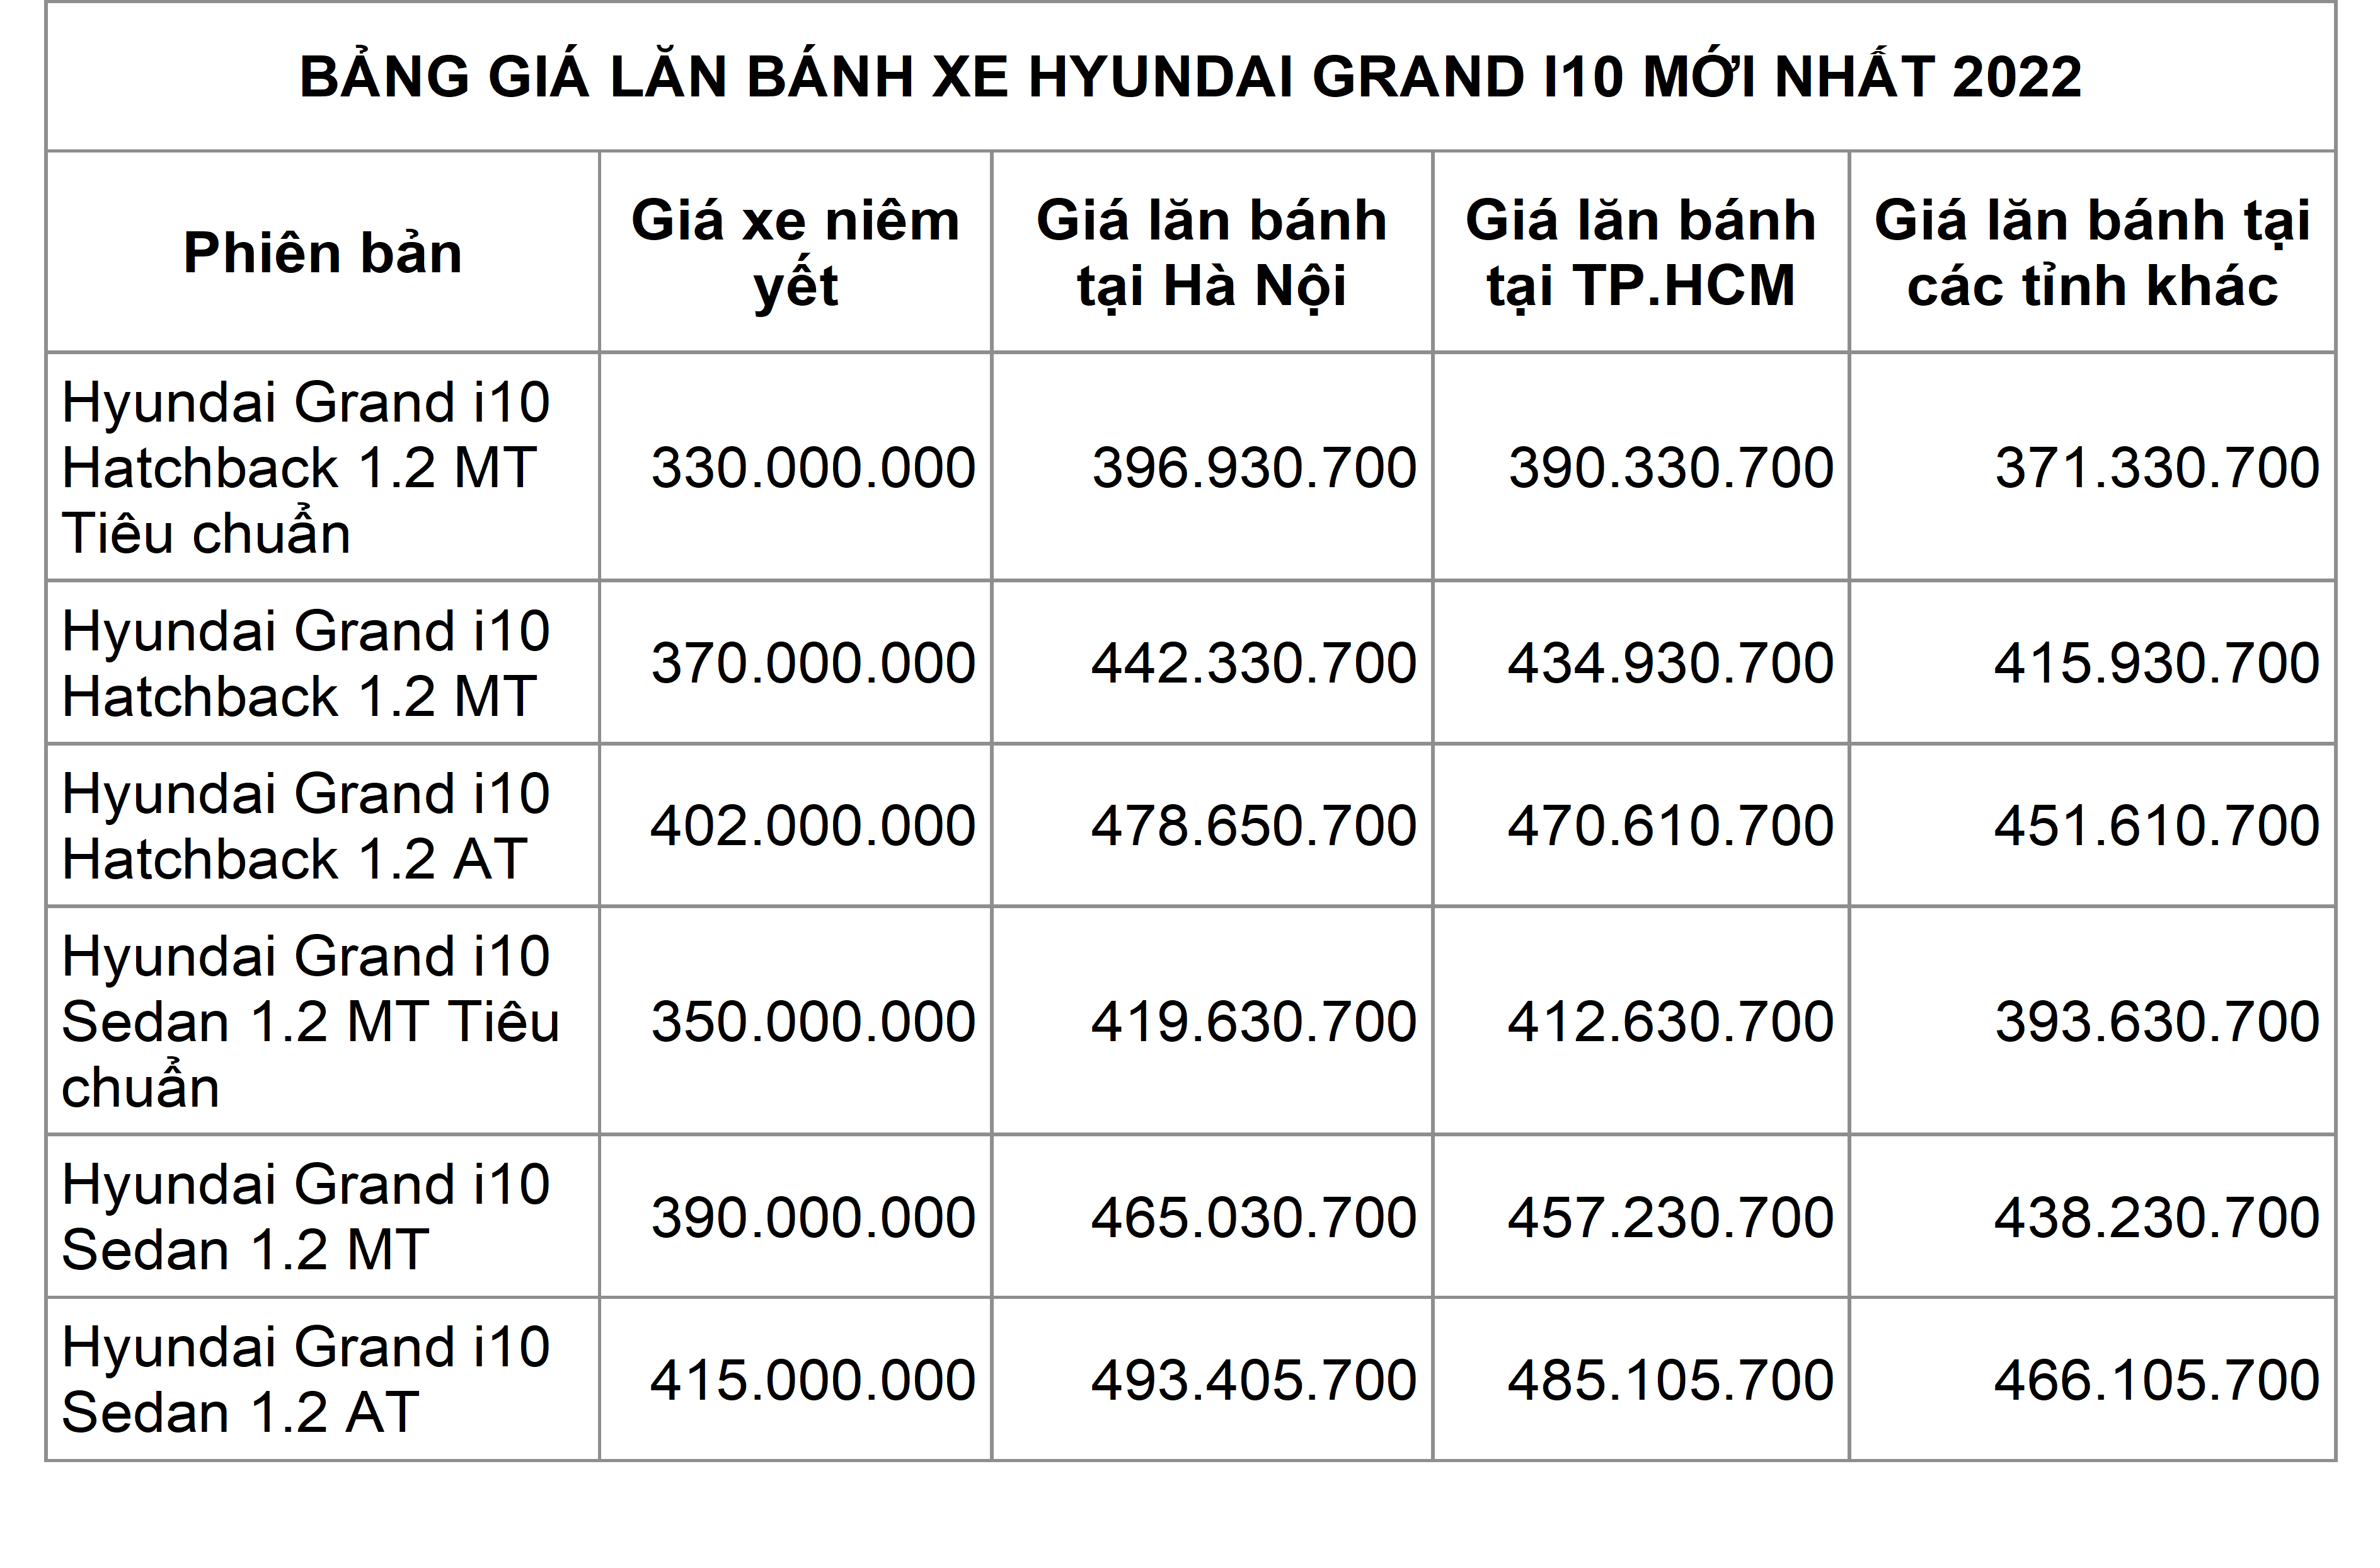 BẢNG GIÁ LĂN BÁNH XE HYUNDAI GRAND I10 MỚI NHẤT 2022
Phiên bản
Giá xe niêm
yết
Giá lăn bánh
tại Hà Nội
Giá lăn bánh
tại TP.HCM
Giá lăn bánh tại
các tỉnh khác
Hyundai Grand i10
Hatchback 1.2 MT
Tiêu chuẩn
330.000.000
396.930.700
390.330.700
371.330.700
Hyundai Grand i10
Hatchback 1.2 MT
370.000.000
442.330.700
434.930.700
415.930.700
Hyundai Grand i10
Hatchback 1.2 AT
402.000.000
478.650.700
470.610.700
451.610.700
Hyundai Grand i10
Sedan 1.2 MT Tiêu
chuẩn
350.000.000
419.630.700
412.630.700
393.630.700
Hyundai Grand i10
Sedan 1.2 MT
390.000.000
465.030.700
457.230.700
438.230.700
Hyundai Grand i10
Sedan 1.2 AT
415.000.000
493.405.700
485.105.700
466.105.700